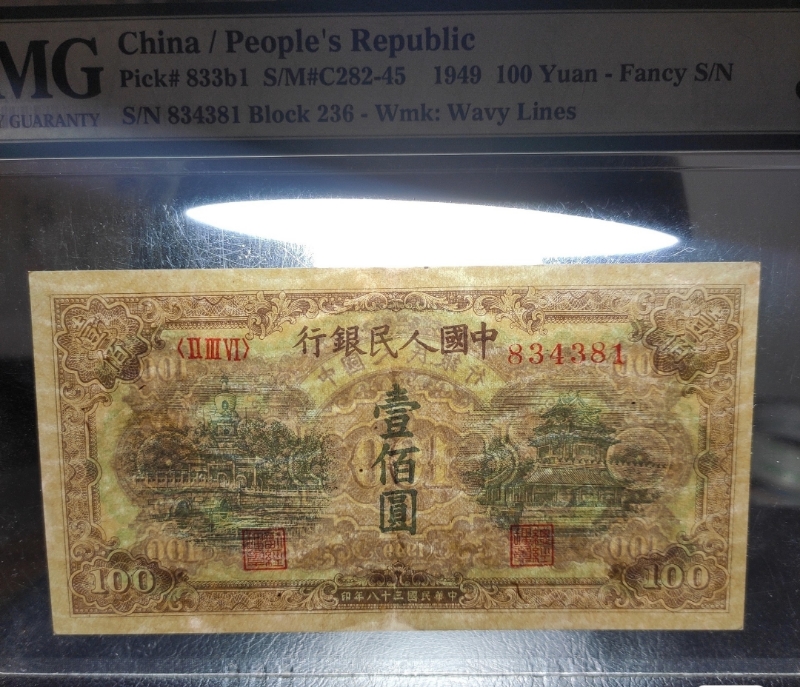 MG
China / People's Republic
Pick# 833b1 S/M#C282-45 1949 100 Yuan - Fancy S/N
GUARANTY
S/N 834381 Block 236 - Wmk: Wavy Lines
行銀民人國中
〈II III VI〉
834381
壹佰圓
100
100
印年八十三國民華中